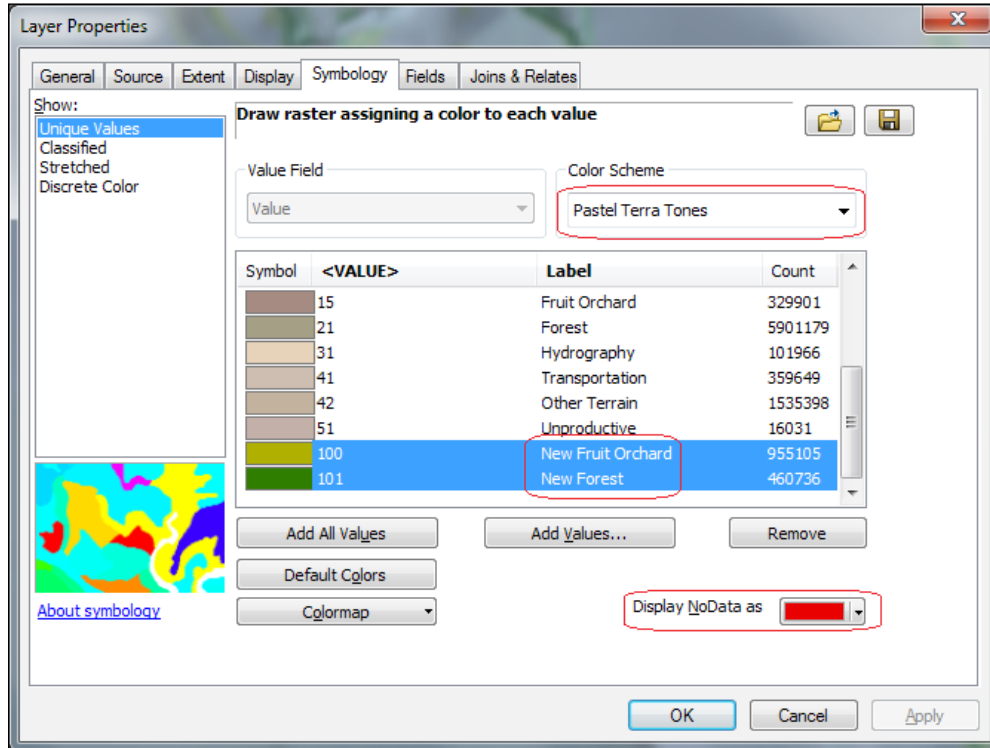 Layer Properties
General Source Extent Display Symbology Fields Joins & Relates
Show:
Unique Values
Classified
Stretched
Discrete Color
Draw raster assigning a color to each value
Value Field
Value
Color Scheme
Pastel Terra Tones
Symbol <VALUE> Label Count
15 Fruit Orchard 329901
21 Forest 5901179
31 Hydrography 101966
41 Transportation 359649
42 Other Terrain 1535398
51 Unproductive 16031
100 New Fruit Orchard 955105
101 New Forest 460736
Add All Values Add Values... Remove
Default Colors
Colormap
Display NoData as
About symbology
OK Cancel Apply